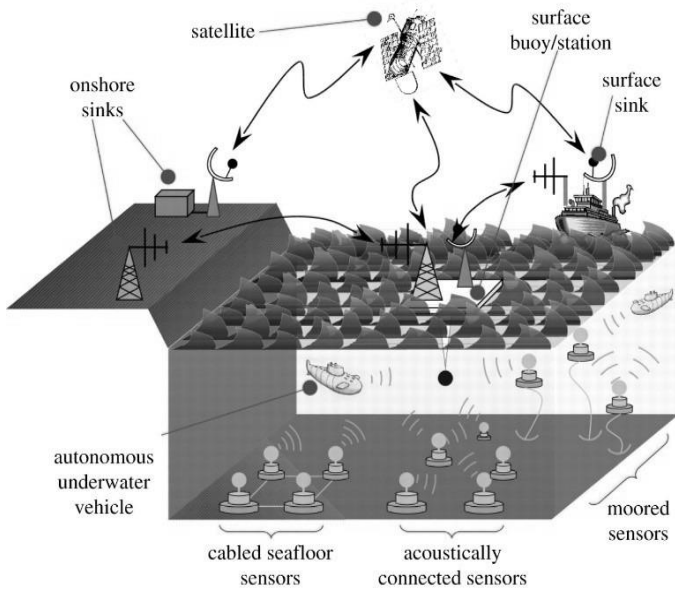 satellite
surface
buoy/station
onshore
sinks
surface
sink
autonomous
underwater
vehicle
moored
sensors
cabled seafloor
sensors
acoustically
connected sensors